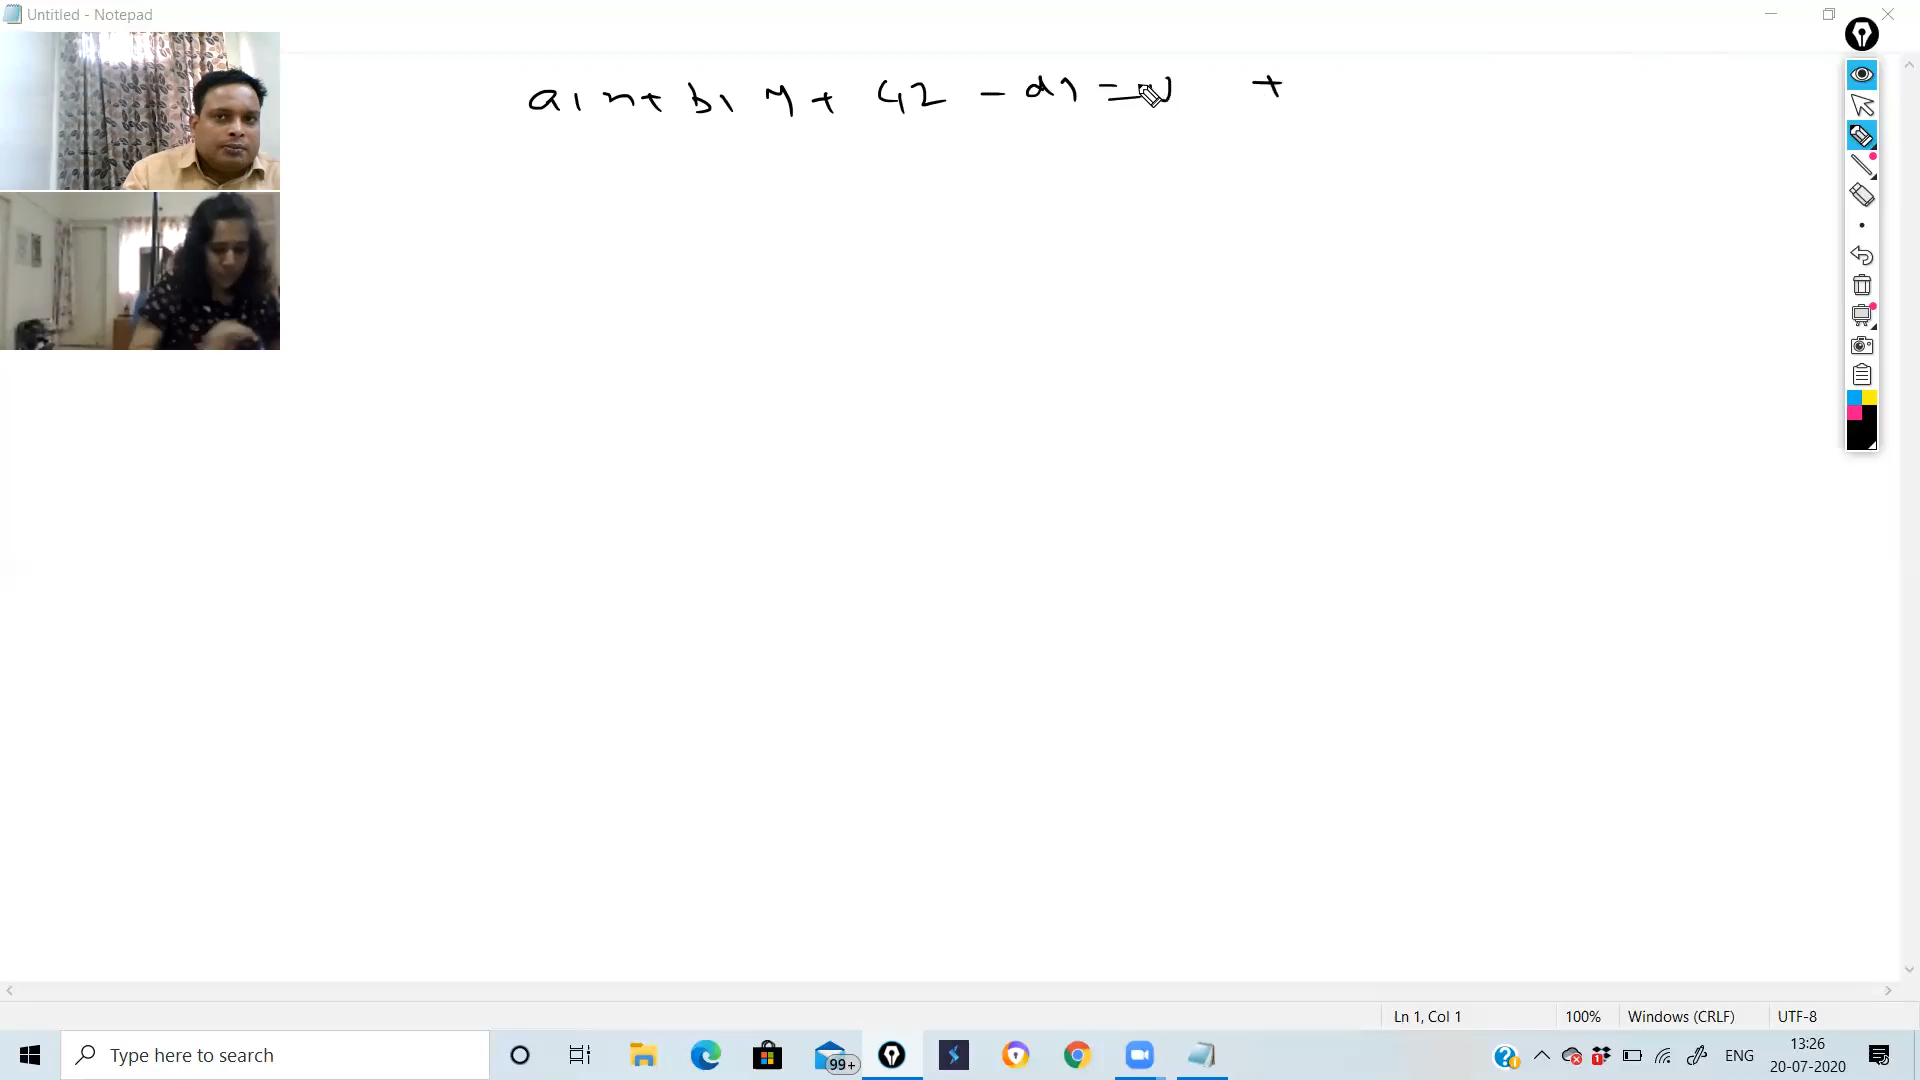 Untitled - Notepad
a1 x + b1 y + c1 z - d1 = 0 +
Ln 1, Col 1
100%
Windows (CRLF)
UTF-8
Type here to search
99+
ENG
13:26
20-07-2020